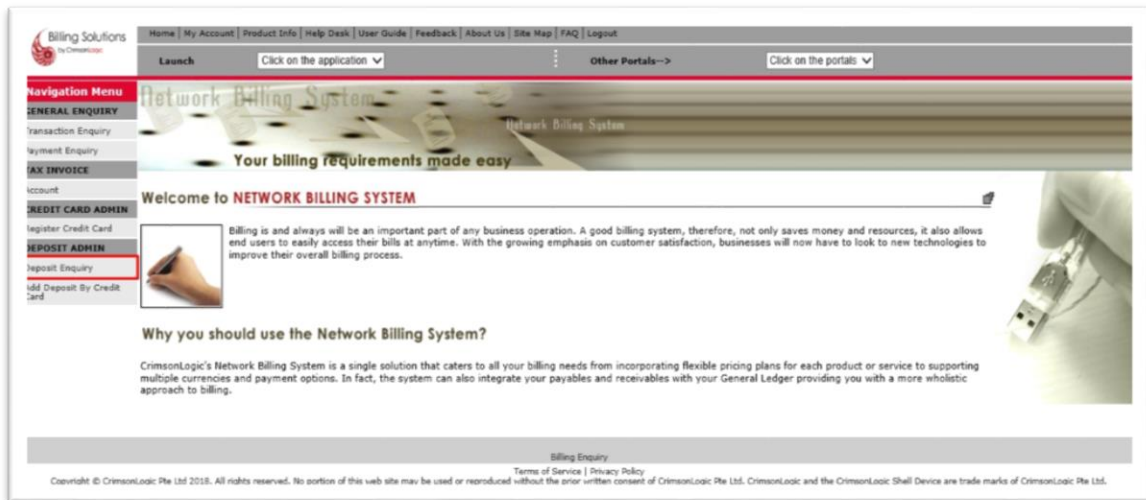 Billing Solutions
by CrimsonLogic
Home | My Account | Product Info | Help Desk | User Guide | Feedback | About Us | Site Map | FAQ | Logout
Launch Click on the application Other Portals--> Click on the portals
Navigation Menu
GENERAL ENQUIRY
Transaction Enquiry
Payment Enquiry
TAX INVOICE
Account
CREDIT CARD ADMIN
Register Credit Card
DEPOSIT ADMIN
Deposit Enquiry
Add Deposit By Credit
Card
Network Billing System
Network Billing System
Your billing requirements made easy
Welcome to NETWORK BILLING SYSTEM
Billing is and always will be an important part of any business operation. A good billing system, therefore, not only saves money and resources, it also allows
end users to easily access their bills at anytime. With the growing emphasis on customer satisfaction, businesses will now have to look to new technologies to
improve their overall billing process.
Why you should use the Network Billing System?
CrimsonLogic's Network Billing System is a single solution that caters to all your billing needs from incorporating flexible pricing plans for each product or service to supporting
multiple currencies and payment options. In fact, the system can also integrate your payables and receivables with your General Ledger providing you with a more wholistic
approach to billing.
Billing Enquiry
Terms of Service | Privacy Policy
Copyright © CrimsonLogic Pte Ltd 2018. All rights reserved. No portion of this web site may be used or reproduced without the prior written consent of CrimsonLogic Pte Ltd. CrimsonLogic and the CrimsonLogic Shell Device are trade marks of CrimsonLogic Pte Ltd.